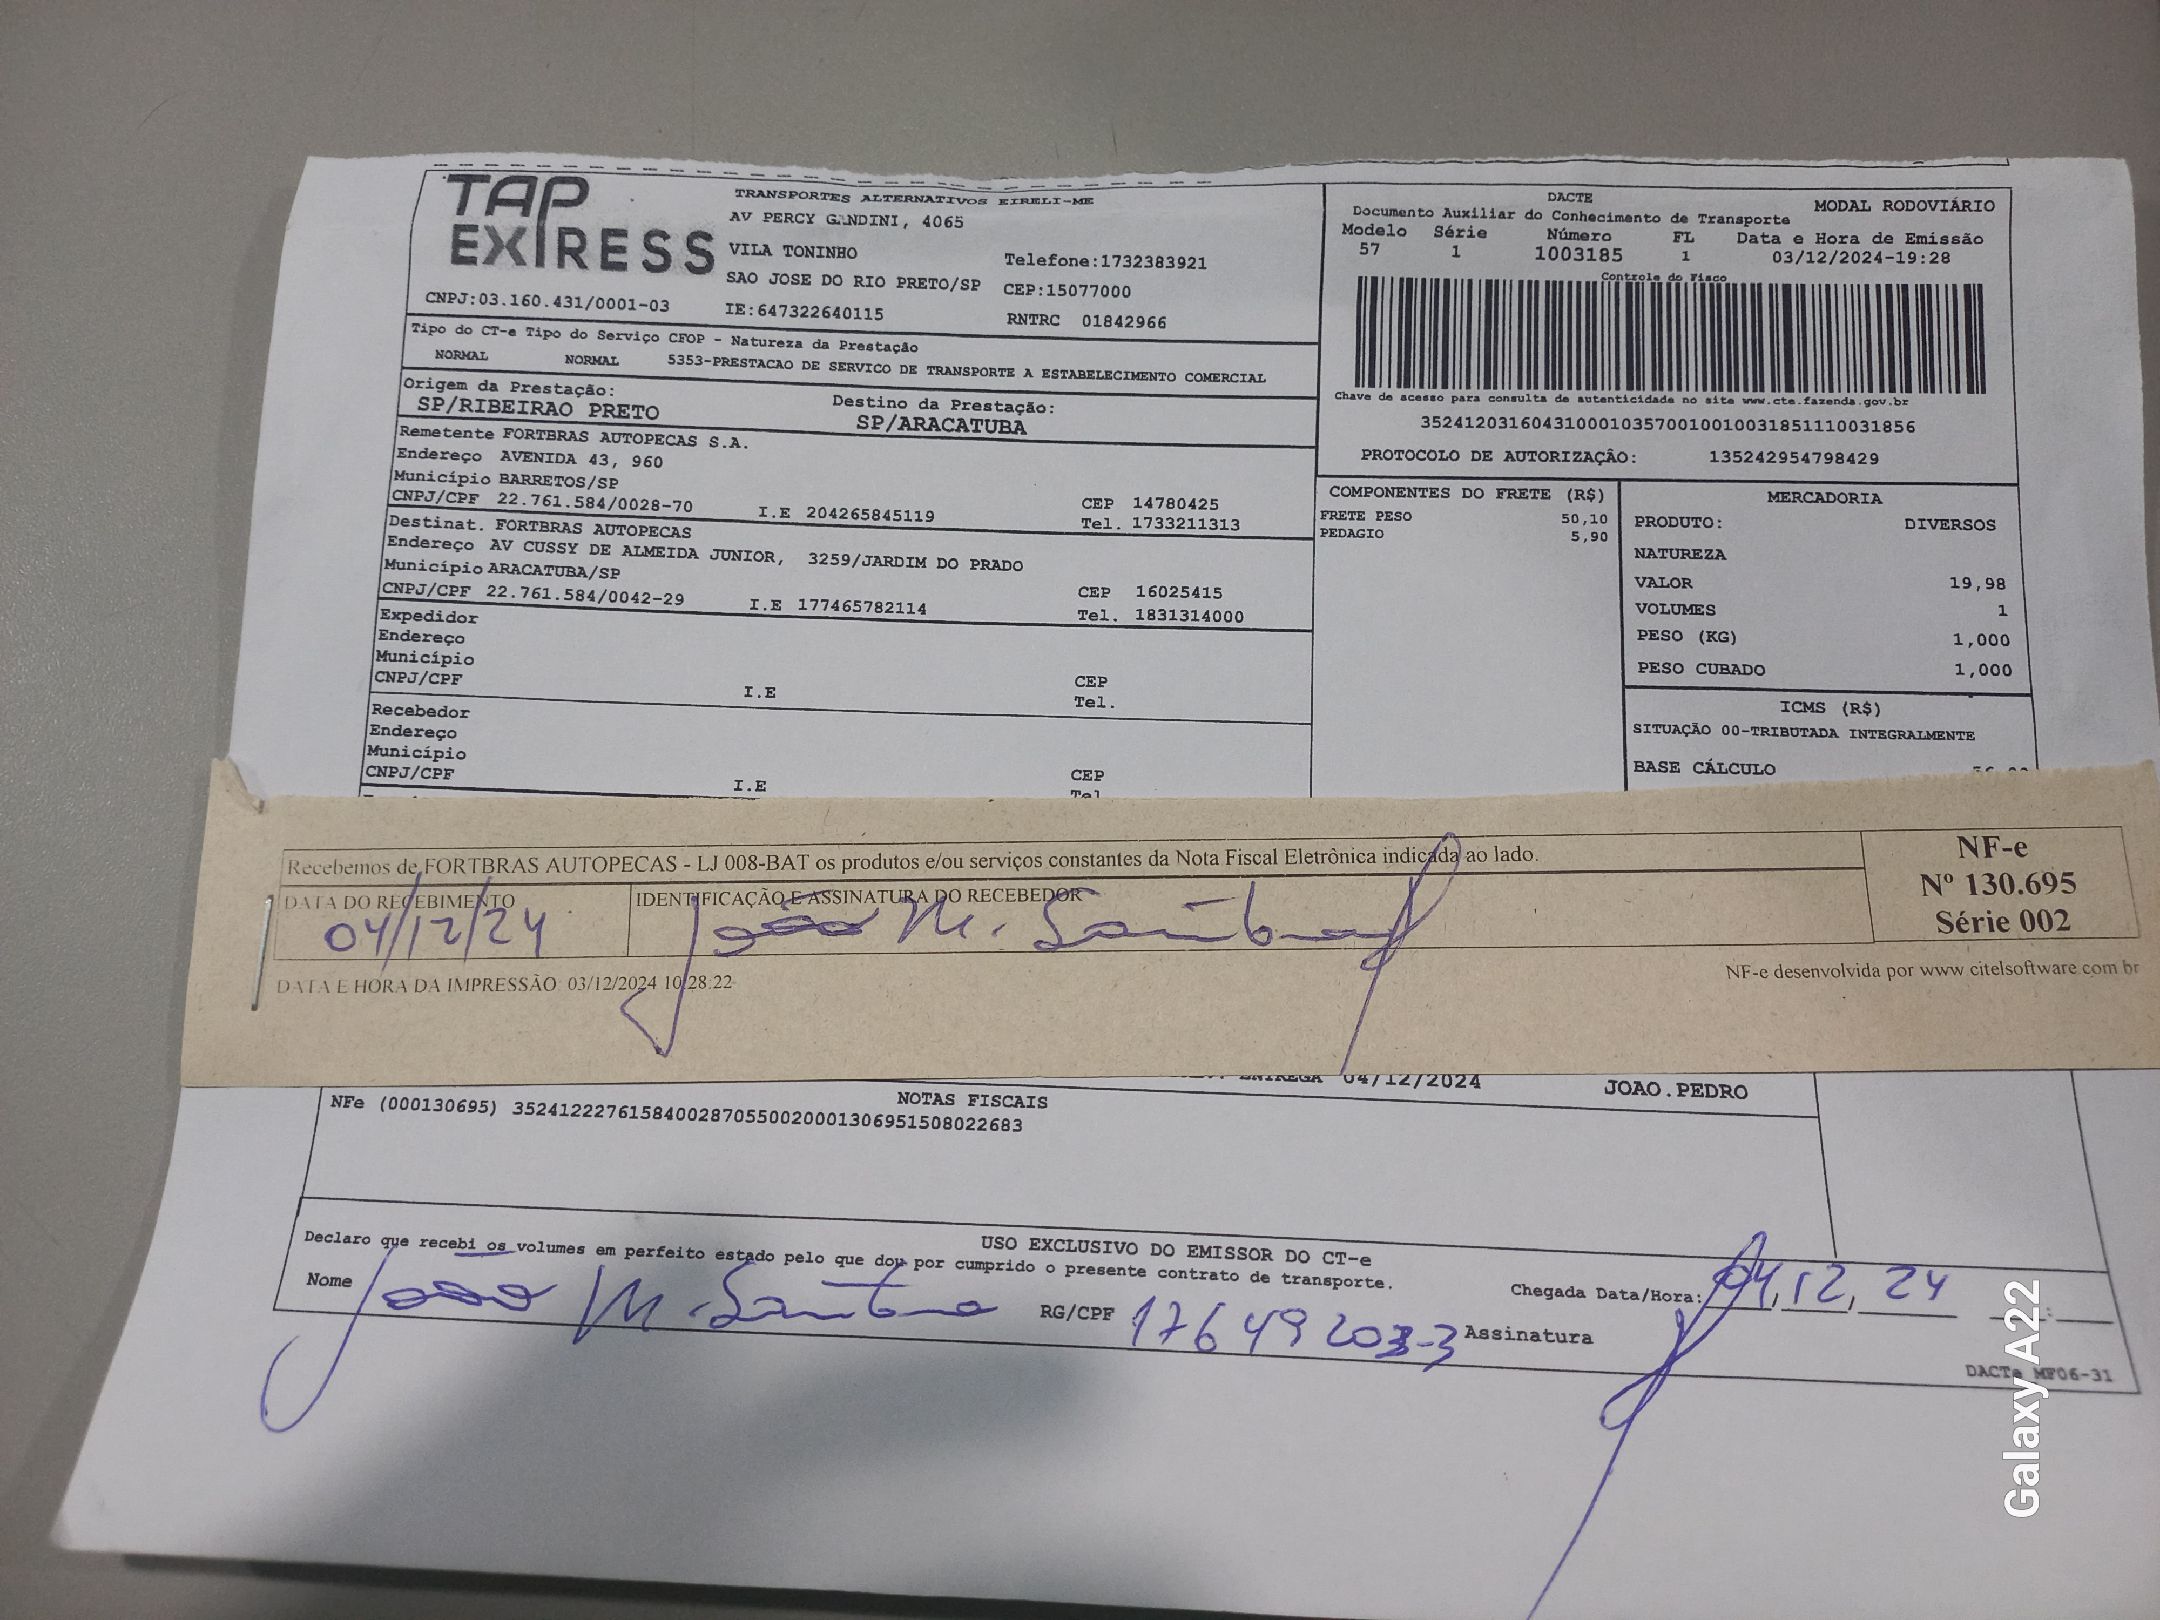 TAP EXPRESS
TRANSPORTES ALTERNATIVOS EIRELI-ME
AV PERCY GANDINI, 4065
VILA TONINHO
Telefone:1732383921
SAO JOSE DO RIO PRETO/SP CEP:15077000
CNPJ:03.160.431/0001-03 IE:647322640115 RNTRC 01842966
DACTE
Documento Auxiliar do Conhecimento de Transporte MODAL RODOVIÁRIO
Modelo Série Número FL Data e Hora de Emissão
57 1 1003185 1 03/12/2024-19:28
Controle do Fisco
Chave de acesso para consulta de autenticidade no site www.cte.fazenda.gov.br
35241203160431000103570010010031851110031856
PROTOCOLO DE AUTORIZAÇÃO: 135242954798429
Tipo do CT-e Tipo do Serviço CFOP - Natureza da Prestação
NORMAL NORMAL 5353-PRESTACAO DE SERVICO DE TRANSPORTE A ESTABELECIMENTO COMERCIAL
Origem da Prestação: Destino da Prestação:
SP/RIBEIRAO PRETO SP/ARACATUBA
Remetente FORTBRAS AUTOPECAS S.A.
Endereço AVENIDA 43, 960
Município BARRETOS/SP CEP 14780425
CNPJ/CPF 22.761.584/0028-70 I.E 204265845119 Tel. 1733211313
Destinat. FORTBRAS AUTOPECAS
Endereço AV CUSSY DE ALMEIDA JUNIOR, 3259/JARDIM DO PRADO
Município ARACATUBA/SP CEP 16025415
CNPJ/CPF 22.761.584/0042-29 I.E 177465782114 Tel. 1831314000
Expedidor
Endereço
Município CEP
CNPJ/CPF I.E Tel.
Recebedor
Endereço
Município CEP
CNPJ/CPF I.E Tel
COMPONENTES DO FRETE (R$)
FRETE PESO 50,10
PEDAGIO 5,90
MERCADORIA
PRODUTO: DIVERSOS
NATUREZA
VALOR 19,98
VOLUMES 1
PESO (KG) 1,000
PESO CUBADO 1,000
ICMS (R$)
SITUAÇÃO 00-TRIBUTADA INTEGRALMENTE
BASE CÁLCULO
Recebemos de FORTBRAS AUTOPECAS - LJ 008-BAT os produtos e/ou serviços constantes da Nota Fiscal Eletrônica indicada ao lado.
DATA DO RECEBIMENTO IDENTIFICAÇÃO E ASSINATURA DO RECEBEDOR
04/12/24 João M. Santana
NF-e
Nº 130.695
Série 002
DATA E HORA DA IMPRESSÃO: 03/12/2024 10:28:22 NF-e desenvolvida por www.citelsoftware.com.br
ENTREGA 04/12/2024 JOAO.PEDRO
NOTAS FISCAIS
NFe (000130695) 35241222761584002870550020001306951508022683
USO EXCLUSIVO DO EMISSOR DO CT-e
Declaro que recebi os volumes em perfeito estado pelo que dou por cumprido o presente contrato de transporte.
Nome João M. Santana RG/CPF Assinatura Chegada Data/Hora: 04, 12, 24
DACTe MF06-31
Galaxy A22